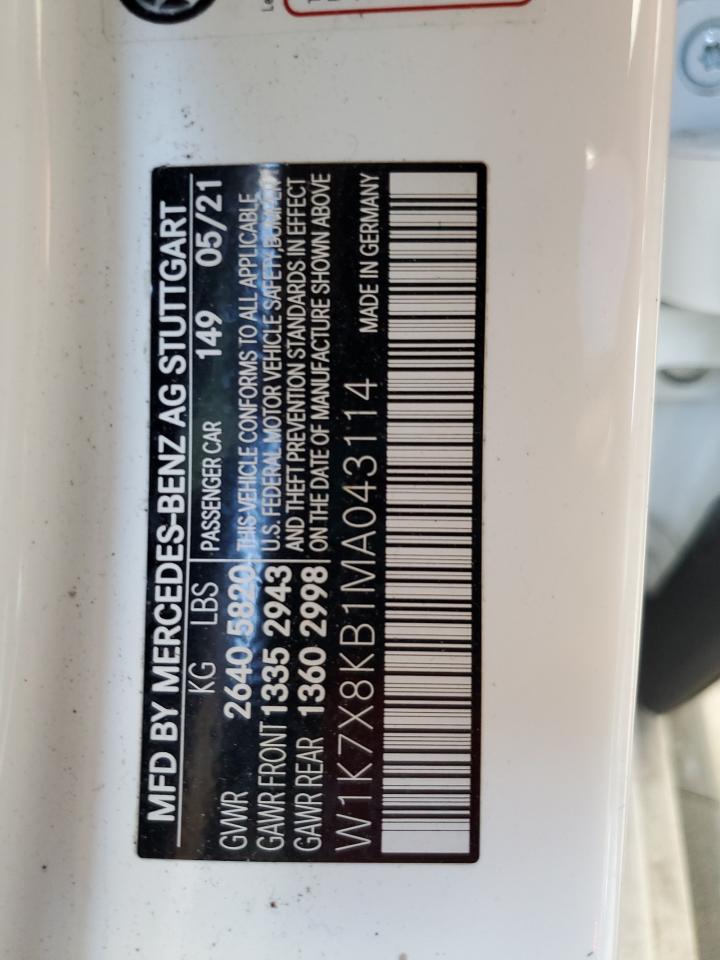 MFD BY MERCEDES-BENZ AG STUTTGART
KG LBS PASSENGER CAR 149 05/21
GVWR 2640 5820 THIS VEHICLE CONFORMS TO ALL APPLICABLE
GAWR FRONT 1335 2943 U.S. FEDERAL MOTOR VEHICLE SAFETY, BUMPER
GAWR REAR 1360 2998 AND THEFT PREVENTION STANDARDS IN EFFECT
ON THE DATE OF MANUFACTURE SHOWN ABOVE
W1K7X8KB1MA043114 MADE IN GERMANY